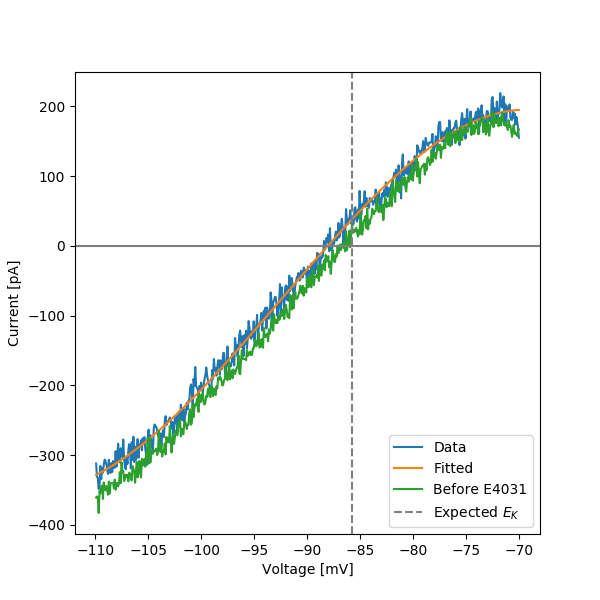 200
100
0
−100
−200
−300
−400
Current [pA]
Data
Fitted
Before E4031
Expected E_K
−110 −105 −100 −95 −90 −85 −80 −75 −70
Voltage [mV]